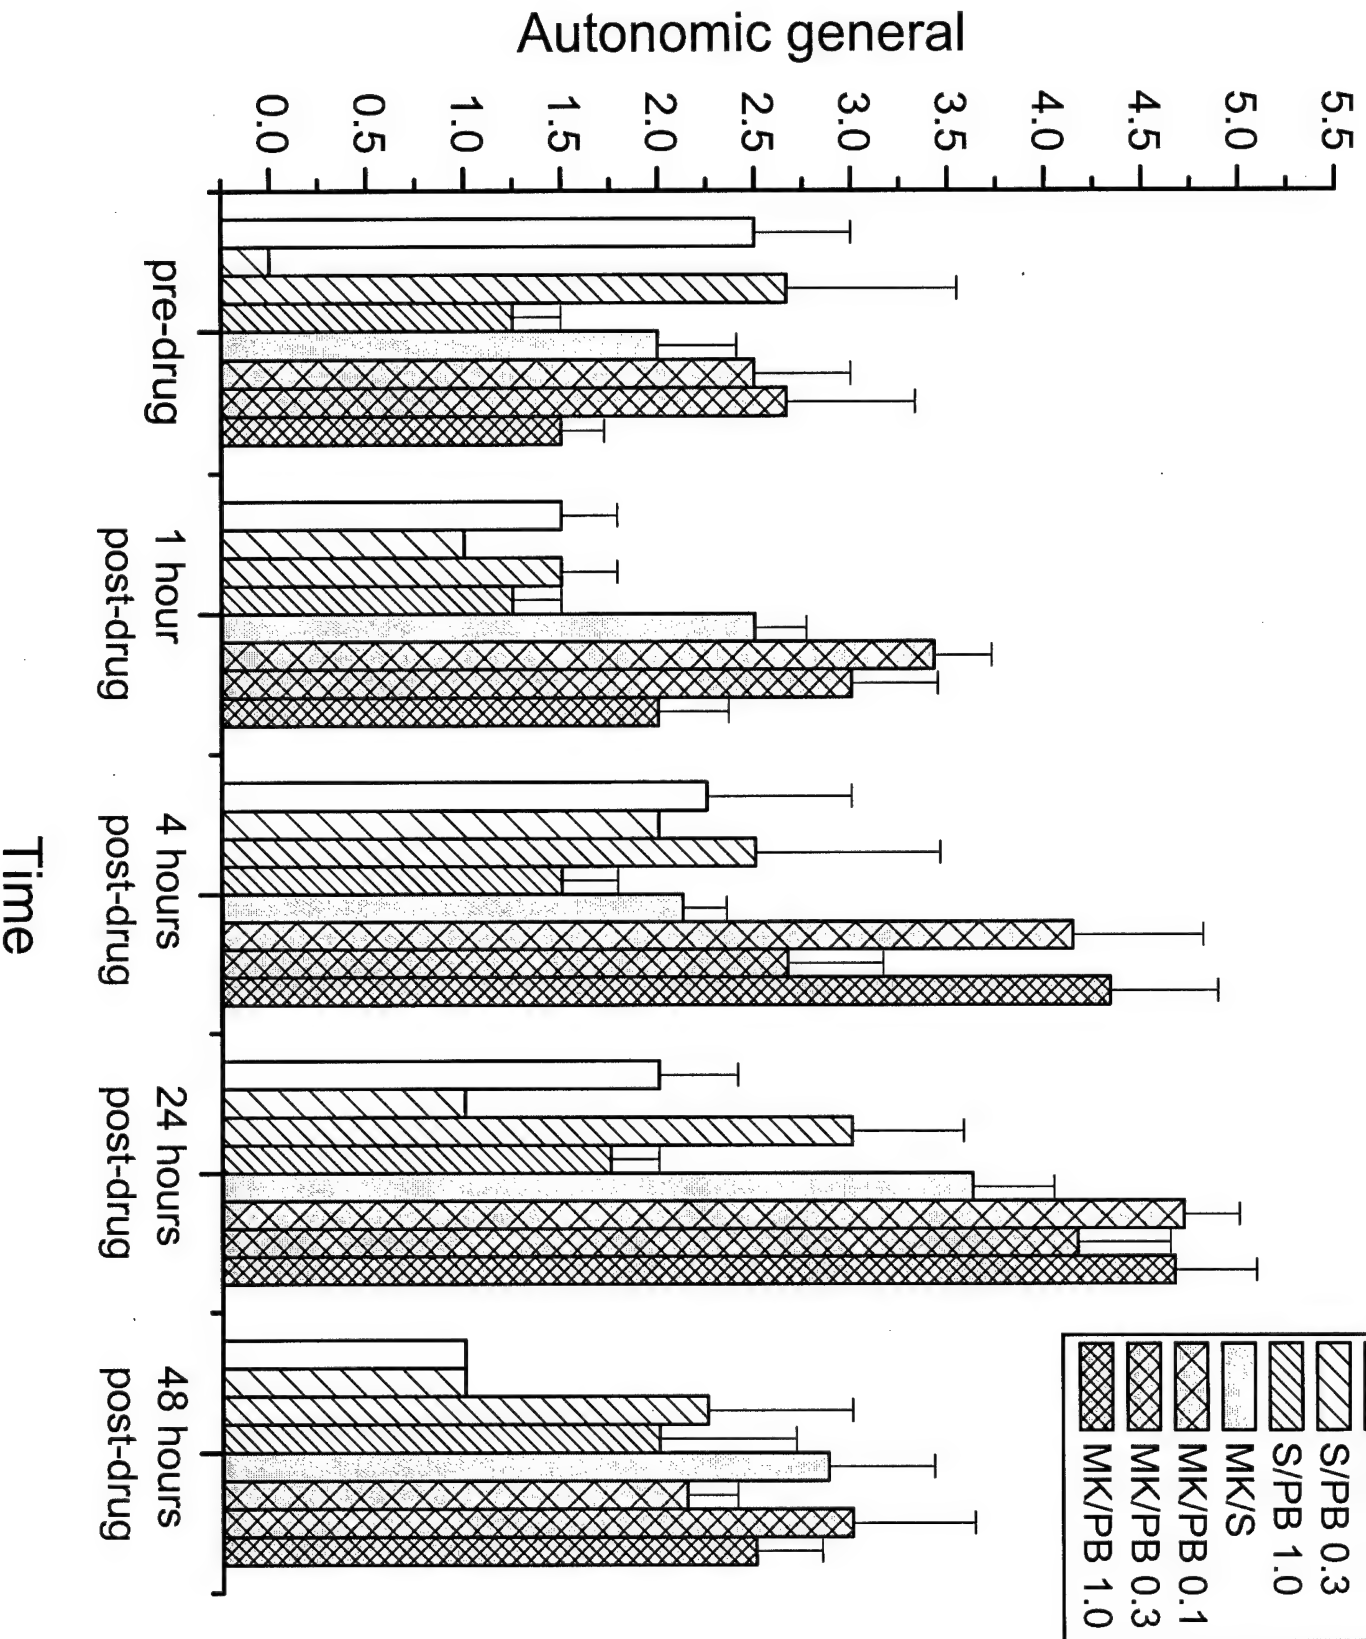 Autonomic general
5.5
5.0
4.5
4.0
3.5
3.0
2.5
2.0
1.5
1.0
0.5
0.0
pre-drug
1 hour
post-drug
4 hours
post-drug
24 hours
post-drug
48 hours
post-drug
Time
S/PB 0.3
S/PB 1.0
MK/S
MK/PB 0.1
MK/PB 0.3
MK/PB 1.0